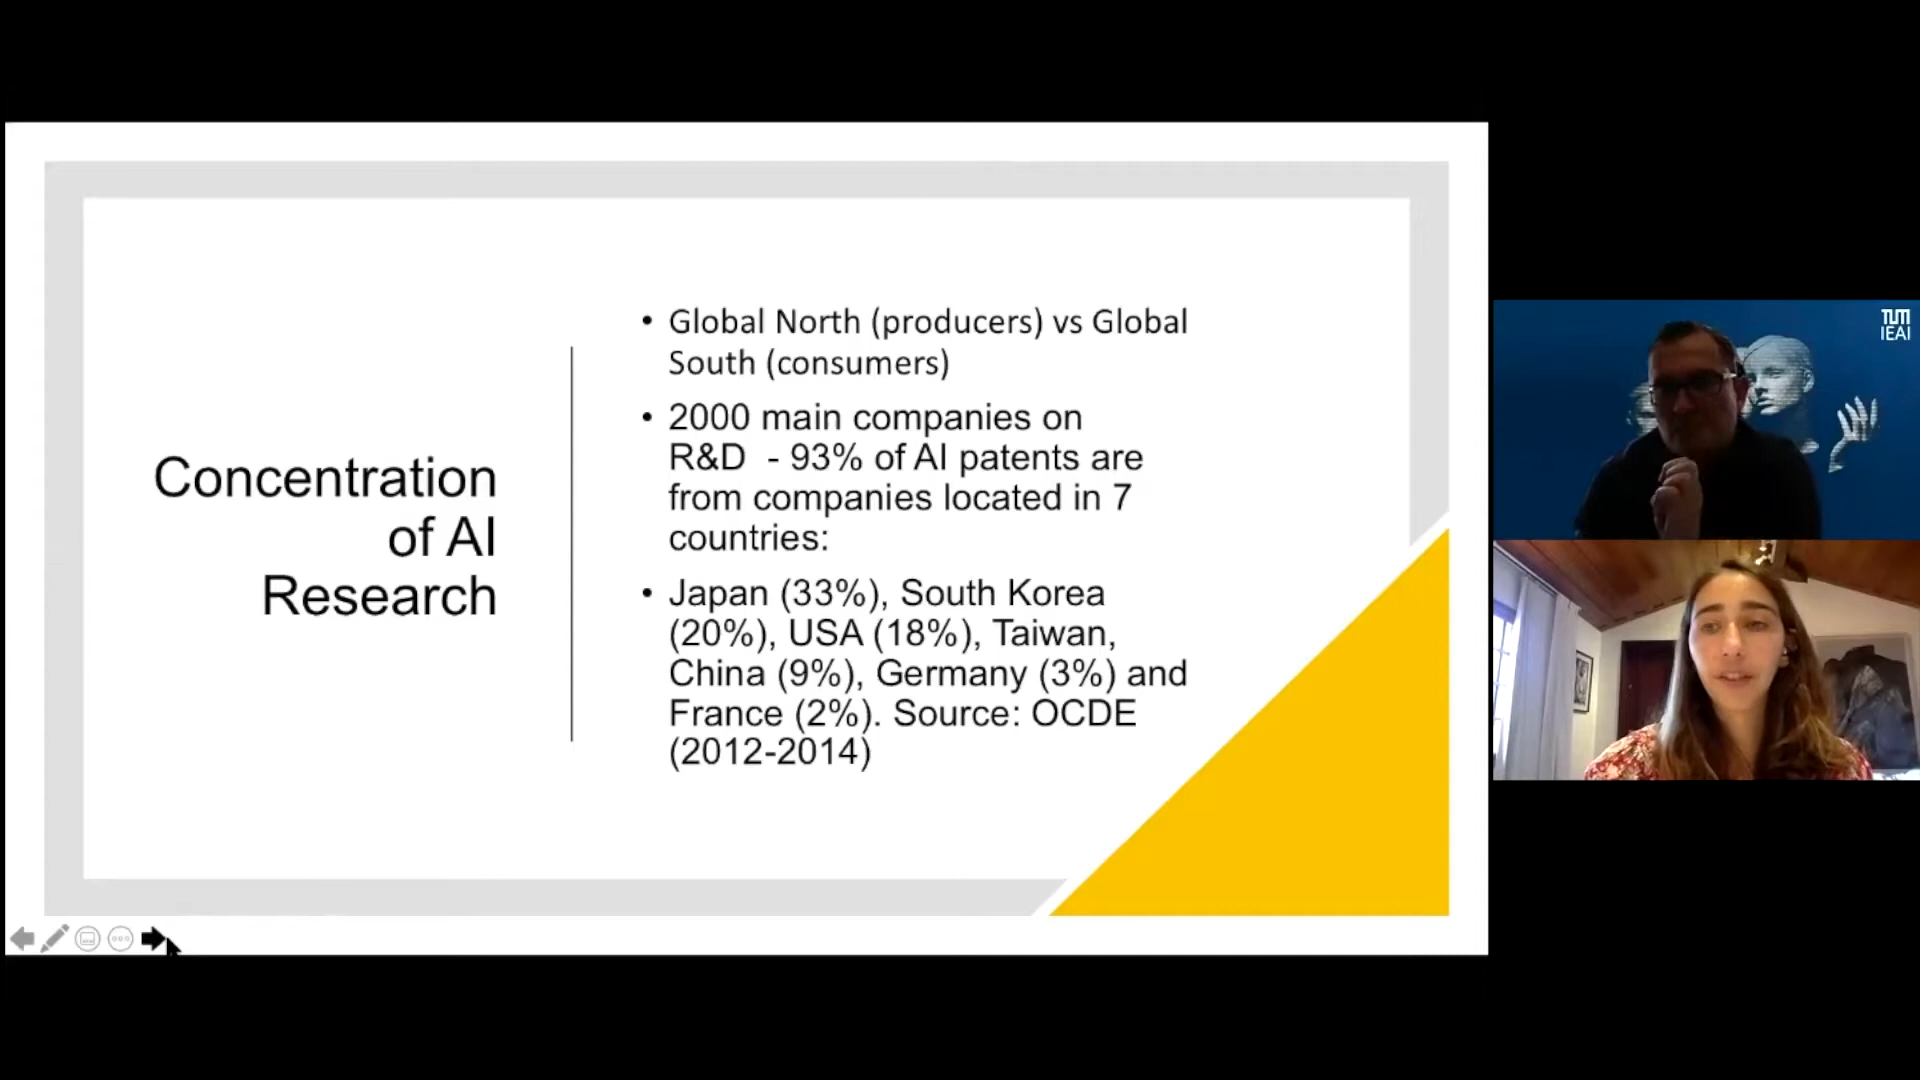 Concentration
of AI
Research
• Global North (producers) vs Global
South (consumers)
• 2000 main companies on
R&D  - 93% of AI patents are
from companies located in 7
countries:
• Japan (33%), South Korea
(20%), USA (18%), Taiwan,
China (9%), Germany (3%) and
France (2%). Source: OCDE
(2012-2014)
TUM
IEAI